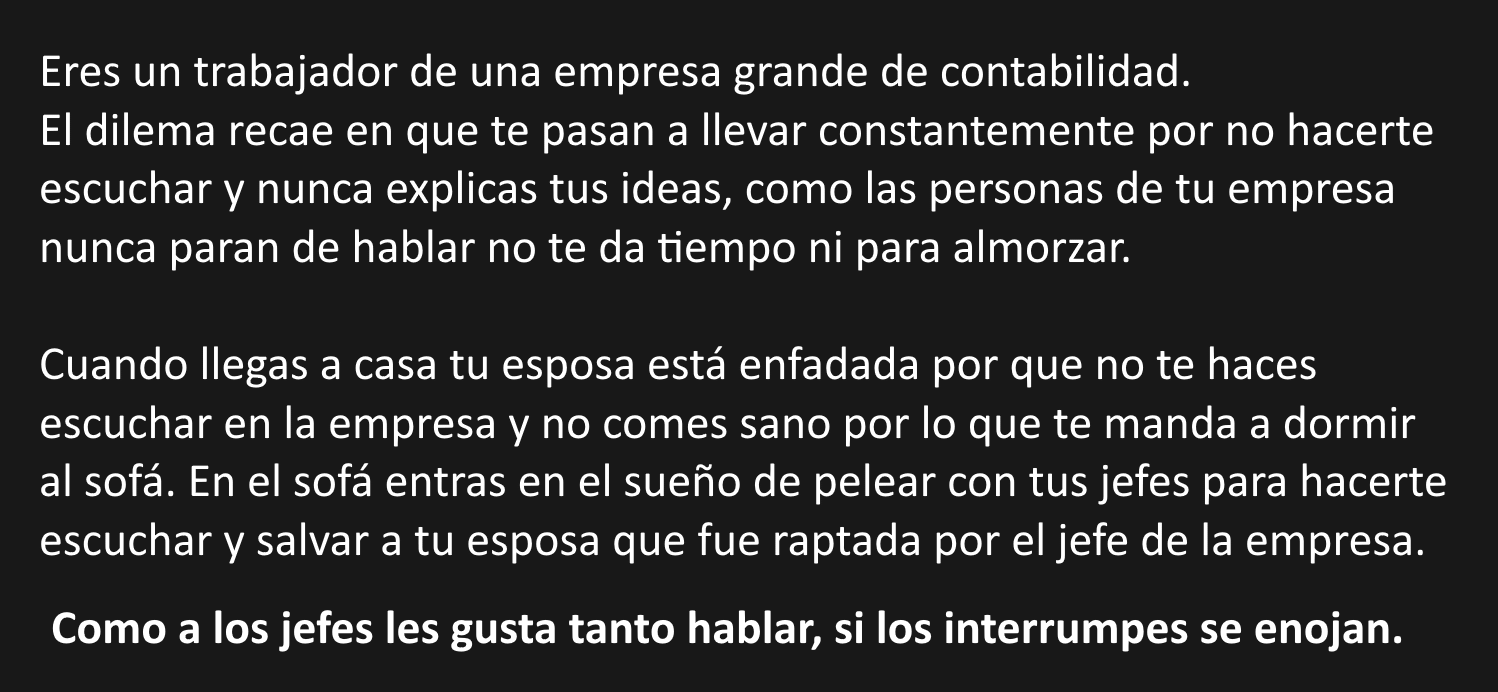 Eres un trabajador de una empresa grande de contabilidad.
El dilema recae en que te pasan a llevar constantemente por no hacerte
escuchar y nunca explicas tus ideas, como las personas de tu empresa
nunca paran de hablar no te da tiempo ni para almorzar.
Cuando llegas a casa tu esposa está enfadada por que no te haces
escuchar en la empresa y no comes sano por lo que te manda a dormir
al sofá. En el sofá entras en el sueño de pelear con tus jefes para hacerte
escuchar y salvar a tu esposa que fue raptada por el jefe de la empresa.
Como a los jefes les gusta tanto hablar, si los interrumpes se enojan.